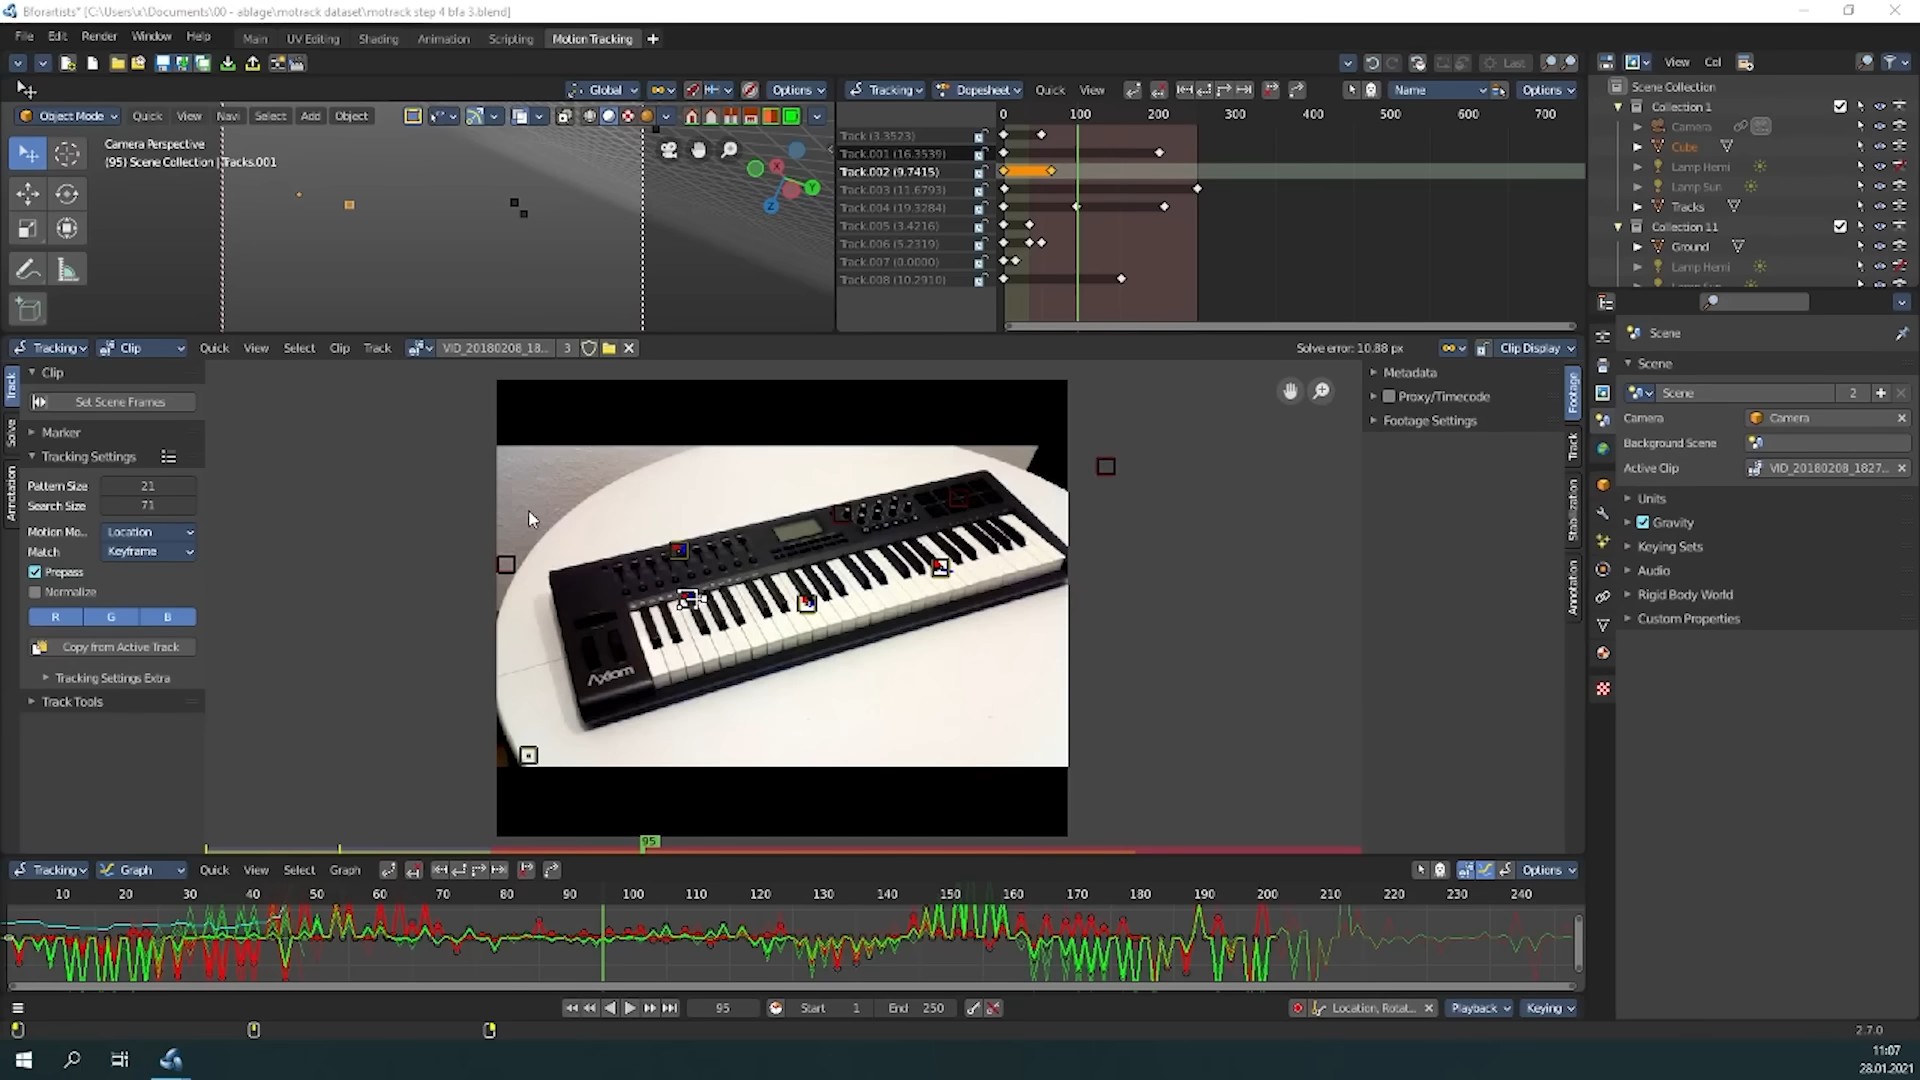 Bforartists* [C:\Users\x\Documents\00 - ablage\motrack dataset\motrack step 4 bfa 3.blend]
File Edit Render Window Help Main UV Editing Shading Animation Scripting Motion Tracking
Last View Col
Global Options Tracking Dopesheet Quick View Name Options
Scene Collection
Object Mode Quick View Navi Select Add Object 0 100 200 300 400 500 600 700
Collection 1
Camera
Cube
Lamp Hemi
Lamp Sun
Tracks
Collection 11
Ground
Lamp Hemi
Camera Perspective
(95) Scene Collection | Tracks.001
X
Y
Z
Track (3.3523)
Track.001 (16.3539)
Track.002 (9.7415)
Track.003 (11.6793)
Track.004 (19.3284)
Track.005 (3.4216)
Track.006 (5.2319)
Track.007 (0.0000)
Track.008 (10.2910)
Tracking Clip Quick View Select Clip Track VID_20180208_18... 3 Solve error: 10.88 px Clip Display
Track
Solve
Annotation
Clip
Set Scene Frames
Marker
Tracking Settings
Pattern Size 21
Search Size 71
Motion Mo... Location
Match Keyframe
Prepass
Normalize
R G B
Copy from Active Track
Tracking Settings Extra
Track Tools
Axiom
95
Metadata
Proxy/Timecode
Footage Settings
Footage
Track
Stabilization
Annotation
Scene
Scene
Scene 2
Camera Camera
Background Scene
Active Clip VID_20180208_1827...
Units
Gravity
Keying Sets
Audio
Rigid Body World
Custom Properties
Tracking Graph Quick View Select Graph Options
10 20 30 40 50 60 70 80 90 100 110 120 130 140 150 160 170 180 190 200 210 220 230 240
95 Start 1 End 250 Location, Rotat... Playback Keying
2.7.0
11:07
28.01.2021